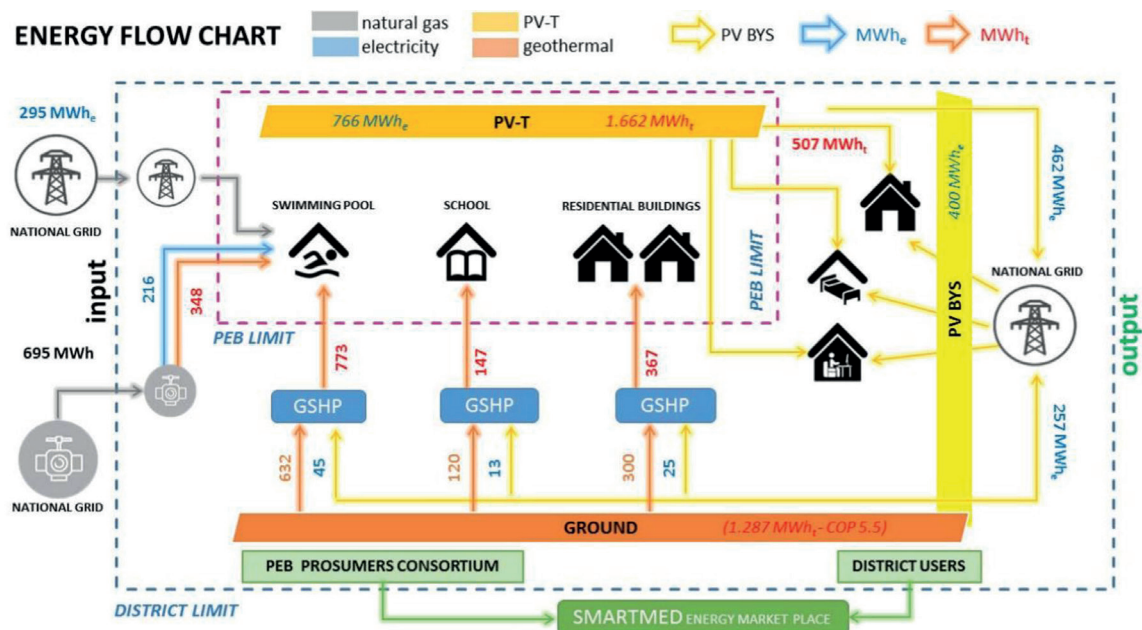 ENERGY FLOW CHART
natural gas
electricity
PV-T
geothermal
PV BYS
MWhₑ
MWhₜ
295 MWhₑ
NATIONAL GRID
input
216
348
695 MWh
NATIONAL GRID
766 MWhₑ
PV-T
1.662 MWhₜ
SWIMMING POOL
SCHOOL
RESIDENTIAL BUILDINGS
PEB LIMIT
PEB LIMIT
507 MWhₜ
400 MWhₑ
PV BYS
462 MWhₑ
NATIONAL GRID
output
257 MWhₑ
773
147
367
GSHP
GSHP
GSHP
632
45
120
13
300
25
GROUND
(1.287 MWhₜ- COP 5.5)
PEB PROSUMERS CONSORTIUM
DISTRICT USERS
DISTRICT LIMIT
SMARTMED ENERGY MARKET PLACE